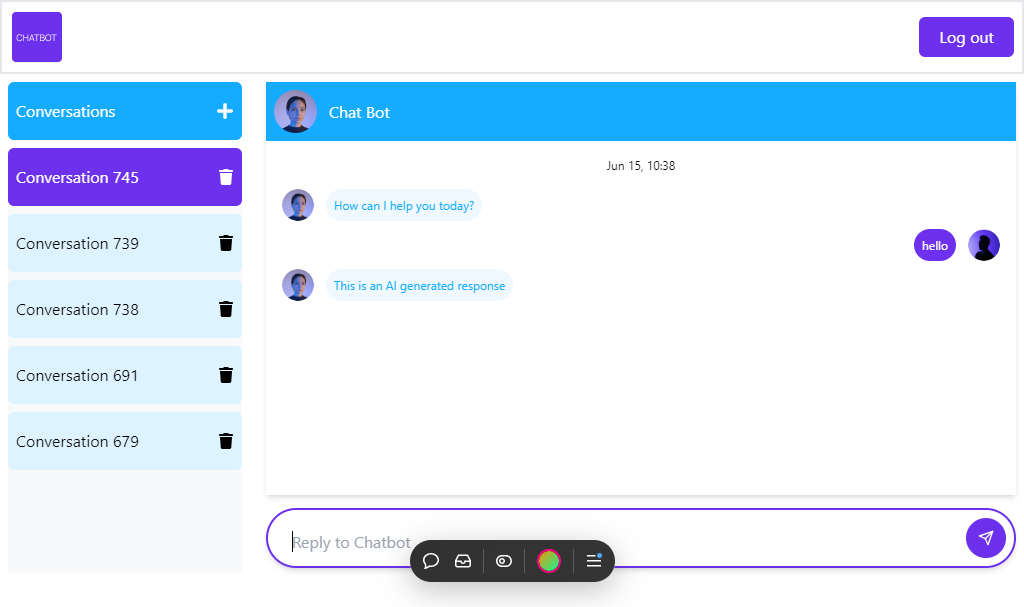 CHATBOT
Log out
Conversations
Conversation 745
Conversation 739
Conversation 738
Conversation 691
Conversation 679
Chat Bot
Jun 15, 10:38
How can I help you today?
hello
This is an AI generated response
Reply to Chatbot